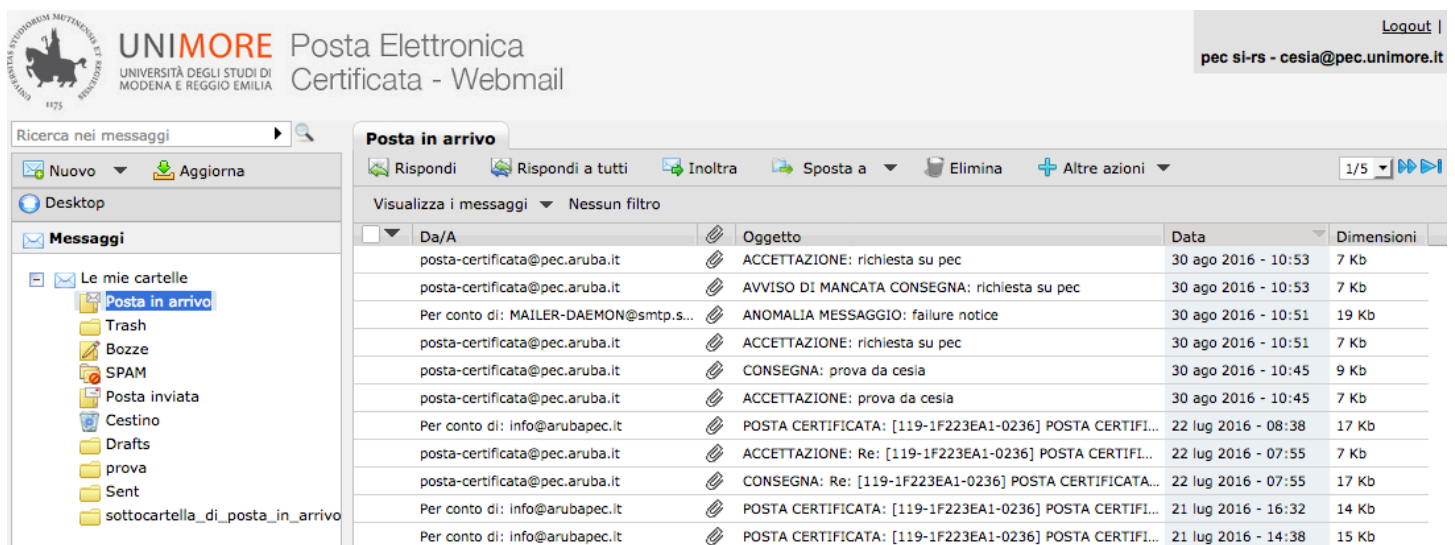 UNIVERSITAS STUDIORUM MUTINENSIS ET REGIENSIS
1175
UNIMORE
UNIVERSITÀ DEGLI STUDI DI
MODENA E REGGIO EMILIA
Posta Elettronica
Certificata - Webmail
Logout |
pec si-rs - cesia@pec.unimore.it
Ricerca nei messaggi
Nuovo Aggiorna
Desktop
Messaggi
Le mie cartelle
Posta in arrivo
Trash
Bozze
SPAM
Posta inviata
Cestino
Drafts
prova
Sent
sottocartella_di_posta_in_arrivo
Posta in arrivo
Rispondi Rispondi a tutti Inoltra Sposta a Elimina Altre azioni 1/5
Visualizza i messaggi Nessun filtro
Da/A Oggetto Data Dimensioni
posta-certificata@pec.aruba.it ACCETTAZIONE: richiesta su pec 30 ago 2016 - 10:53 7 Kb
posta-certificata@pec.aruba.it AVVISO DI MANCATA CONSEGNA: richiesta su pec 30 ago 2016 - 10:53 7 Kb
Per conto di: MAILER-DAEMON@smtp.s... ANOMALIA MESSAGGIO: failure notice 30 ago 2016 - 10:51 19 Kb
posta-certificata@pec.aruba.it ACCETTAZIONE: richiesta su pec 30 ago 2016 - 10:51 7 Kb
posta-certificata@pec.aruba.it CONSEGNA: prova da cesia 30 ago 2016 - 10:45 9 Kb
posta-certificata@pec.aruba.it ACCETTAZIONE: prova da cesia 30 ago 2016 - 10:45 7 Kb
Per conto di: info@arubapec.it POSTA CERTIFICATA: [119-1F223EA1-0236] POSTA CERTIFI... 22 lug 2016 - 08:38 17 Kb
posta-certificata@pec.aruba.it ACCETTAZIONE: Re: [119-1F223EA1-0236] POSTA CERTIFI... 22 lug 2016 - 07:55 7 Kb
posta-certificata@pec.aruba.it CONSEGNA: Re: [119-1F223EA1-0236] POSTA CERTIFICATA... 22 lug 2016 - 07:55 17 Kb
Per conto di: info@arubapec.it POSTA CERTIFICATA: [119-1F223EA1-0236] POSTA CERTIFI... 21 lug 2016 - 16:32 14 Kb
Per conto di: info@arubapec.it POSTA CERTIFICATA: [119-1F223EA1-0236] POSTA CERTIFI... 21 lug 2016 - 14:38 15 Kb